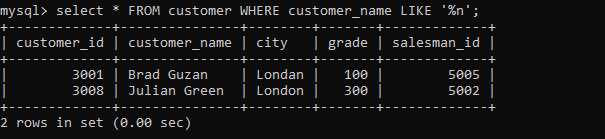 mysql> select * FROM customer WHERE customer_name LIKE '%n';
+-------------+---------------+--------+-------+-------------+
| customer_id | customer_name | city   | grade | salesman_id |
+-------------+---------------+--------+-------+-------------+
|        3001 | Brad Guzan    | Londan |   100 |        5005 |
|        3008 | Julian Green  | London |   300 |        5002 |
+-------------+---------------+--------+-------+-------------+
2 rows in set (0.00 sec)